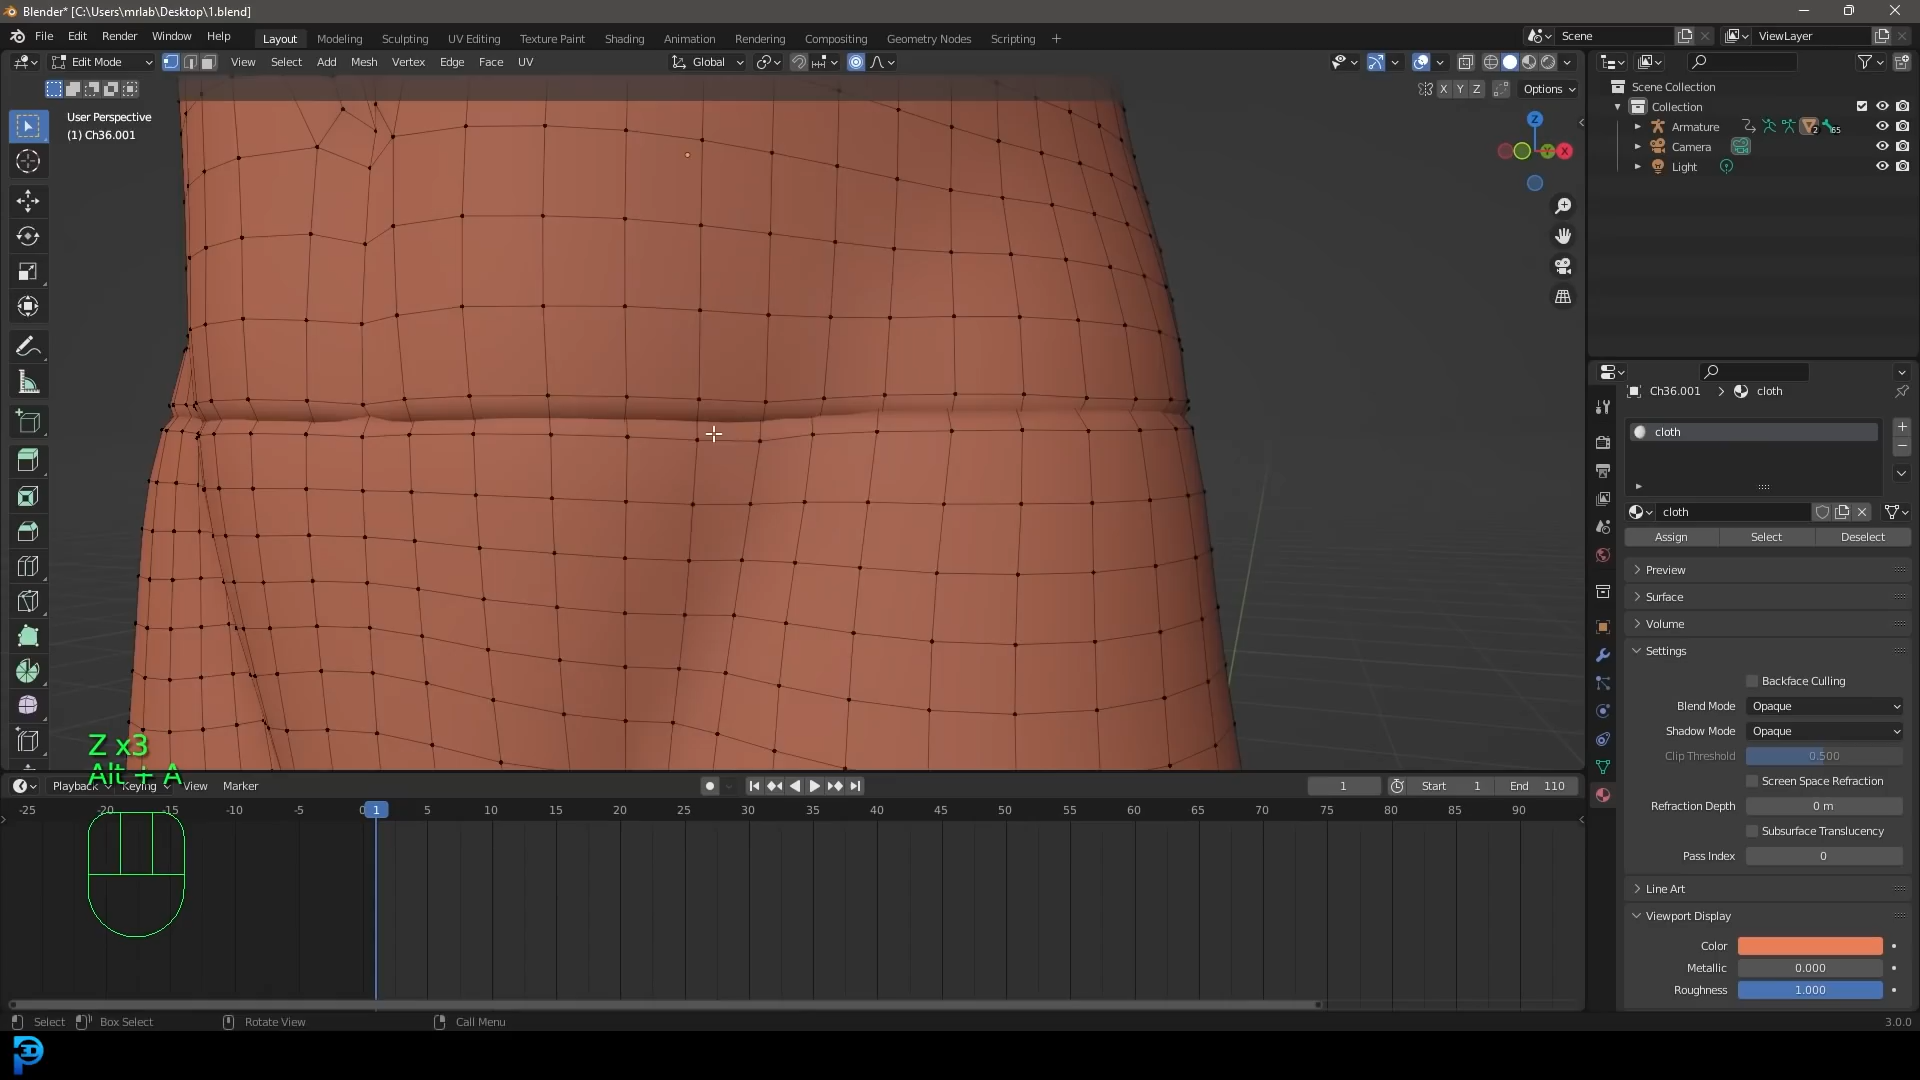 Blender* [C:\Users\mrlab\Desktop\1.blend]
File Edit Render Window Help Layout Modeling Sculpting UV Editing Texture Paint Shading Animation Rendering Compositing Geometry Nodes Scripting + Scene ViewLayer
Edit Mode View Select Add Mesh Vertex Edge Face UV Global
X Y Z Options
User Perspective
(1) Ch36.001
Z
X
Y
Scene Collection
Collection
Armature 2 65
Camera
Light
Ch36.001 > cloth
cloth
cloth
Assign Select Deselect
Preview
Surface
Volume
Settings
Backface Culling
Blend Mode Opaque
Shadow Mode Opaque
Clip Threshold 0.500
Screen Space Refraction
Refraction Depth 0 m
Subsurface Translucency
Pass Index 0
Line Art
Viewport Display
Color
Metallic 0.000
Roughness 1.000
Z x3
Alt + A
Playback Keying View Marker 1 Start 1 End 110
-25 -20 -15 -10 -5 0 1 5 10 15 20 25 30 35 40 45 50 55 60 65 70 75 80 85 90
Select Box Select Rotate View Call Menu 3.0.0